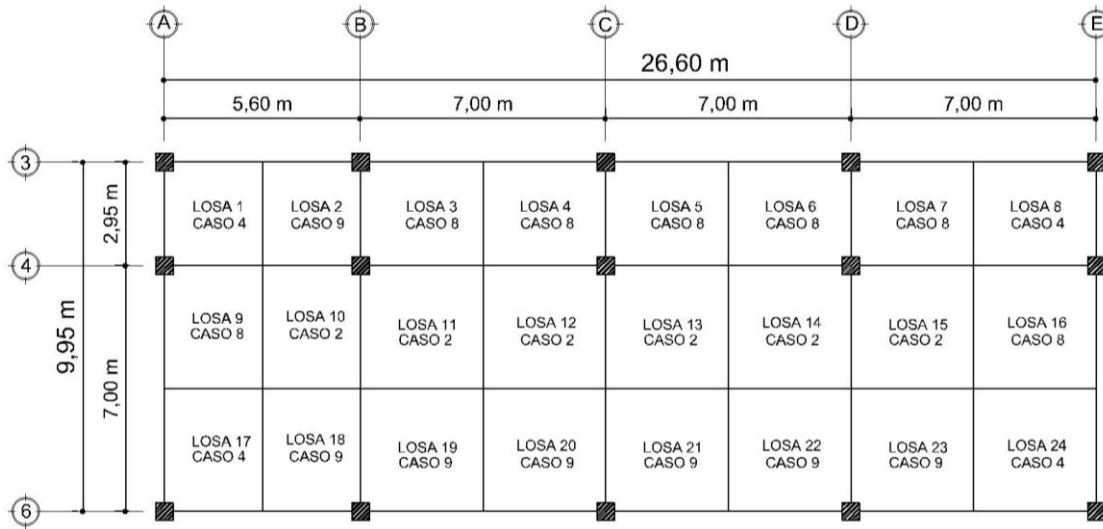 A B C D E
26,60 m
5,60 m 7,00 m 7,00 m 7,00 m
3
2,95 m
LOSA 1 LOSA 2 LOSA 3 LOSA 4 LOSA 5 LOSA 6 LOSA 7 LOSA 8
CASO 4 CASO 9 CASO 8 CASO 8 CASO 8 CASO 8 CASO 8 CASO 4
4
9,95 m
7,00 m
LOSA 9 LOSA 10 LOSA 11 LOSA 12 LOSA 13 LOSA 14 LOSA 15 LOSA 16
CASO 8 CASO 2 CASO 2 CASO 2 CASO 2 CASO 2 CASO 2 CASO 8
LOSA 17 LOSA 18 LOSA 19 LOSA 20 LOSA 21 LOSA 22 LOSA 23 LOSA 24
CASO 4 CASO 9 CASO 9 CASO 9 CASO 9 CASO 9 CASO 9 CASO 4
6